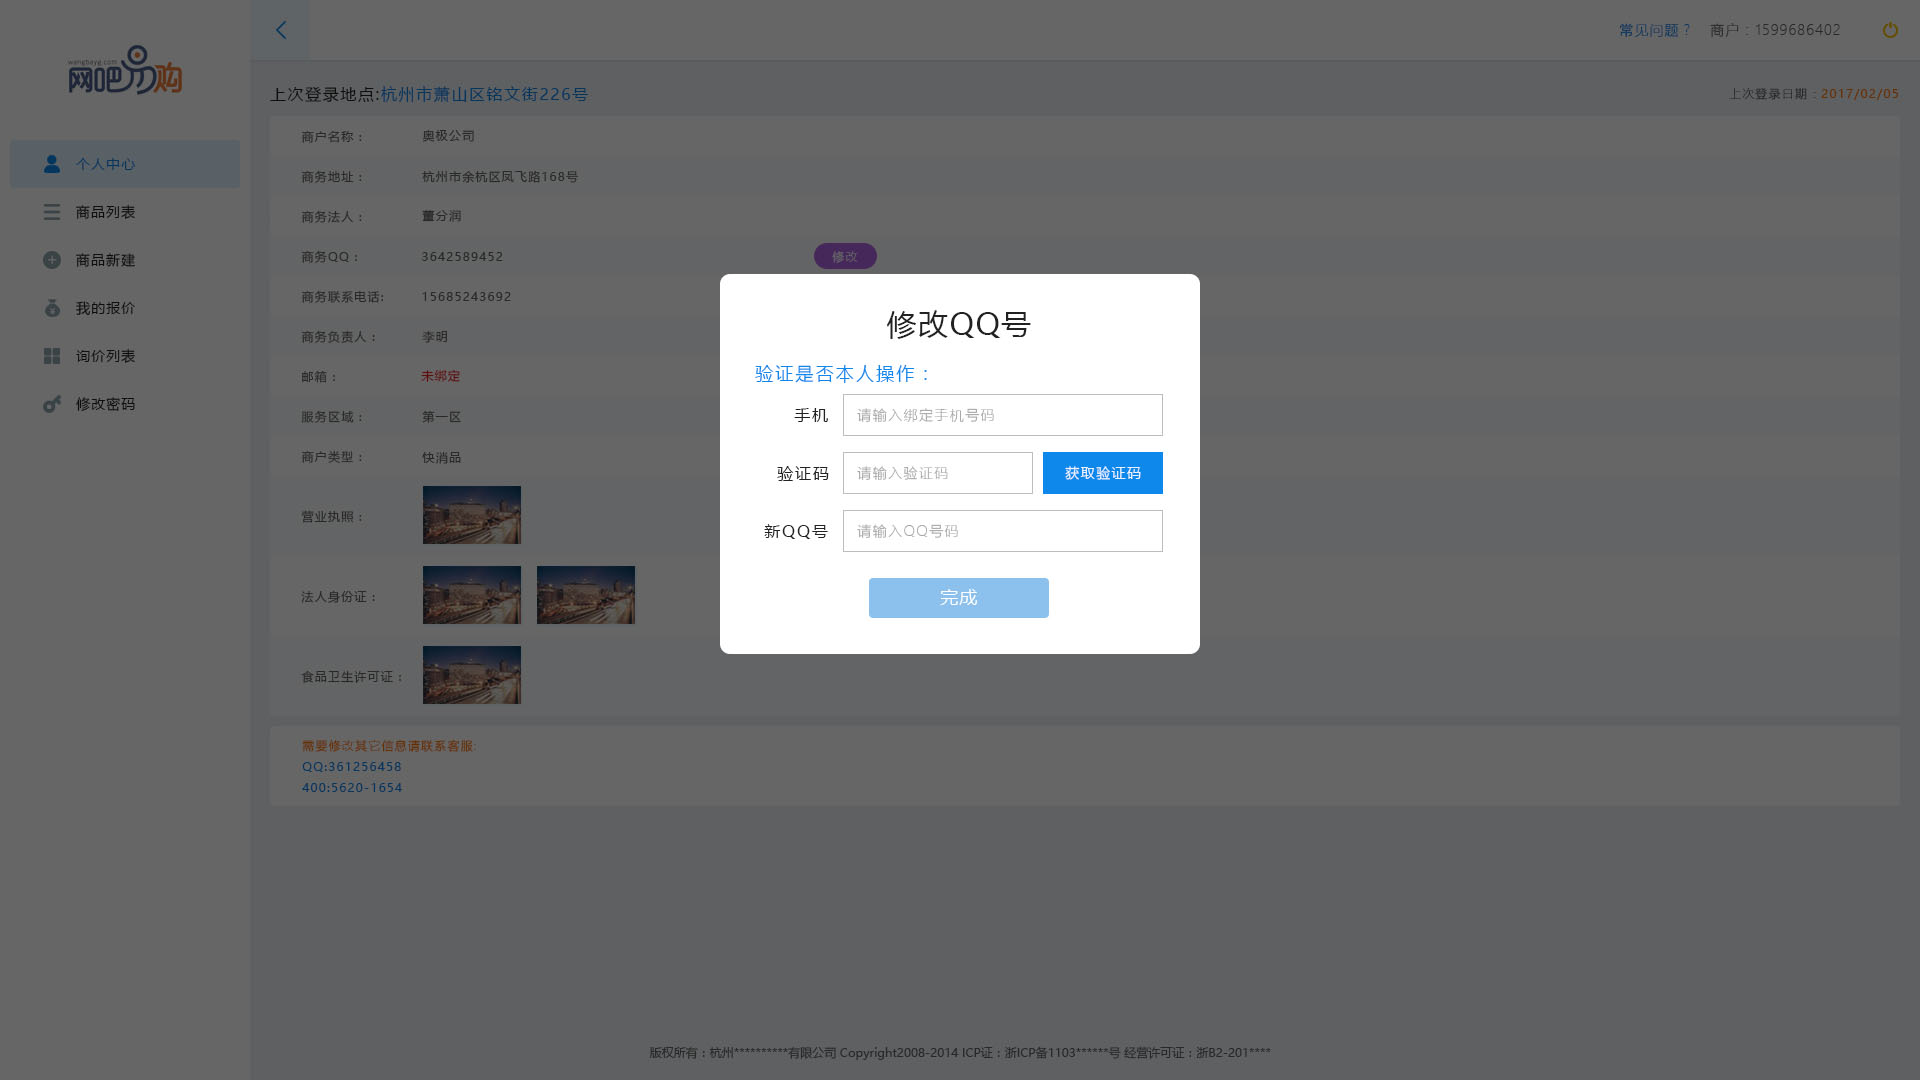 常见问题？ 商户：1599686402
wangbayg.com
网吧易购
上次登录地点:杭州市萧山区铭文街226号
上次登录日期：2017/02/05
个人中心
商品列表
商品新建
我的报价
询价列表
修改密码
商户名称： 奥极公司
商务地址： 杭州市余杭区凤飞路168号
商务法人： 董分润
商务QQ： 3642589452 修改
商务联系电话: 15685243692
商务负责人： 李明
邮箱： 未绑定
服务区域： 第一区
商户类型： 快消品
营业执照：
法人身份证：
食品卫生许可证：
修改QQ号
验证是否本人操作：
手机 请输入绑定手机号码
验证码 请输入验证码 获取验证码
新QQ号 请输入QQ号码
完成
需要修改其它信息请联系客服:
QQ:361256458
400:5620-1654
版权所有：杭州**********有限公司 Copyright2008-2014 ICP证：浙ICP备1103******号 经营许可证：浙B2-201****